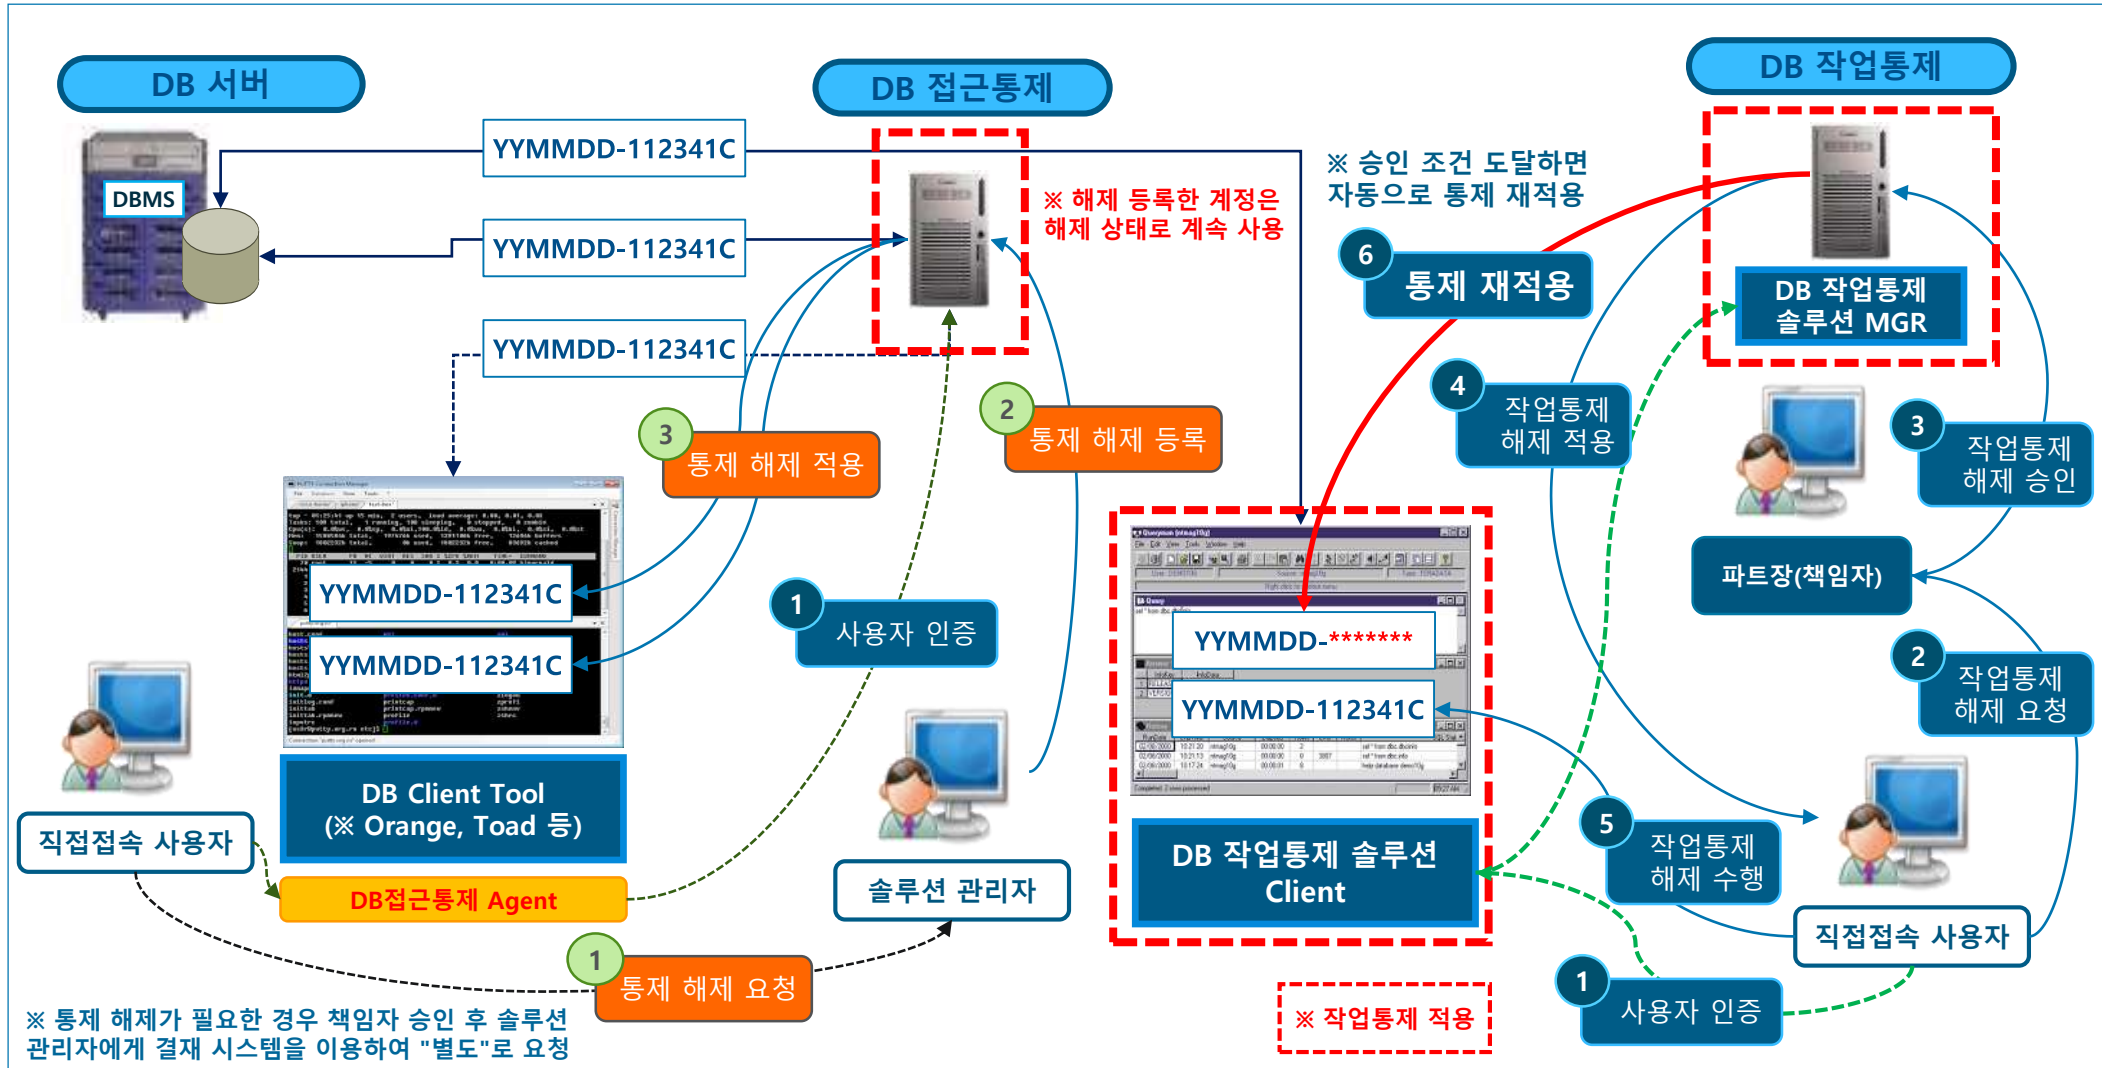 DB 서버
DB 접근통제
DB 작업통제
YYMMDD-112341C
DBMS
YYMMDD-112341C
YYMMDD-112341C
※ 해제 등록한 계정은
해제 상태로 계속 사용
※ 승인 조건 도달하면
자동으로 통제 재적용
6
통제 재적용
DB 작업통제
솔루션 MGR
4
작업통제
해제 적용
3
작업통제
해제 승인
2
통제 해제 등록
3
통제 해제 적용
YYMMDD-112341C
YYMMDD-112341C
1
사용자 인증
YYMMDD-*******
YYMMDD-112341C
파트장(책임자)
2
작업통제
해제 요청
DB Client Tool
(※ Orange, Toad 등)
직접접속 사용자
DB접근통제 Agent
솔루션 관리자
DB 작업통제 솔루션
Client
5
작업통제
해제 수행
직접접속 사용자
1
통제 해제 요청
1
사용자 인증
※ 작업통제 적용
※ 통제 해제가 필요한 경우 책임자 승인 후 솔루션
관리자에게 결재 시스템을 이용하여 "별도"로 요청